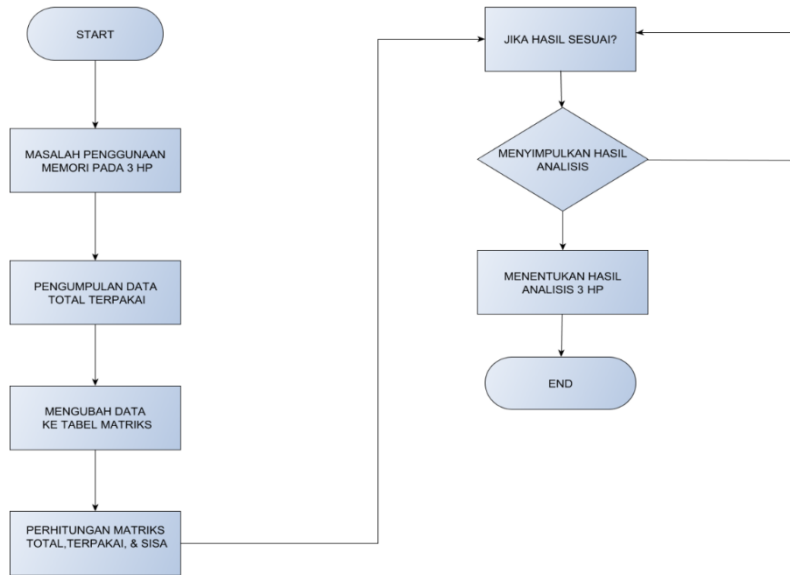 START
MASALAH PENGGUNAAN
MEMORI PADA 3 HP
PENGUMPULAN DATA
TOTAL TERPAKAI
MENGUBAH DATA
KE TABEL MATRIKS
PERHITUNGAN MATRIKS
TOTAL,TERPAKAI, & SISA
JIKA HASIL SESUAI?
MENYIMPULKAN HASIL
ANALISIS
MENENTUKAN HASIL
ANALISIS 3 HP
END